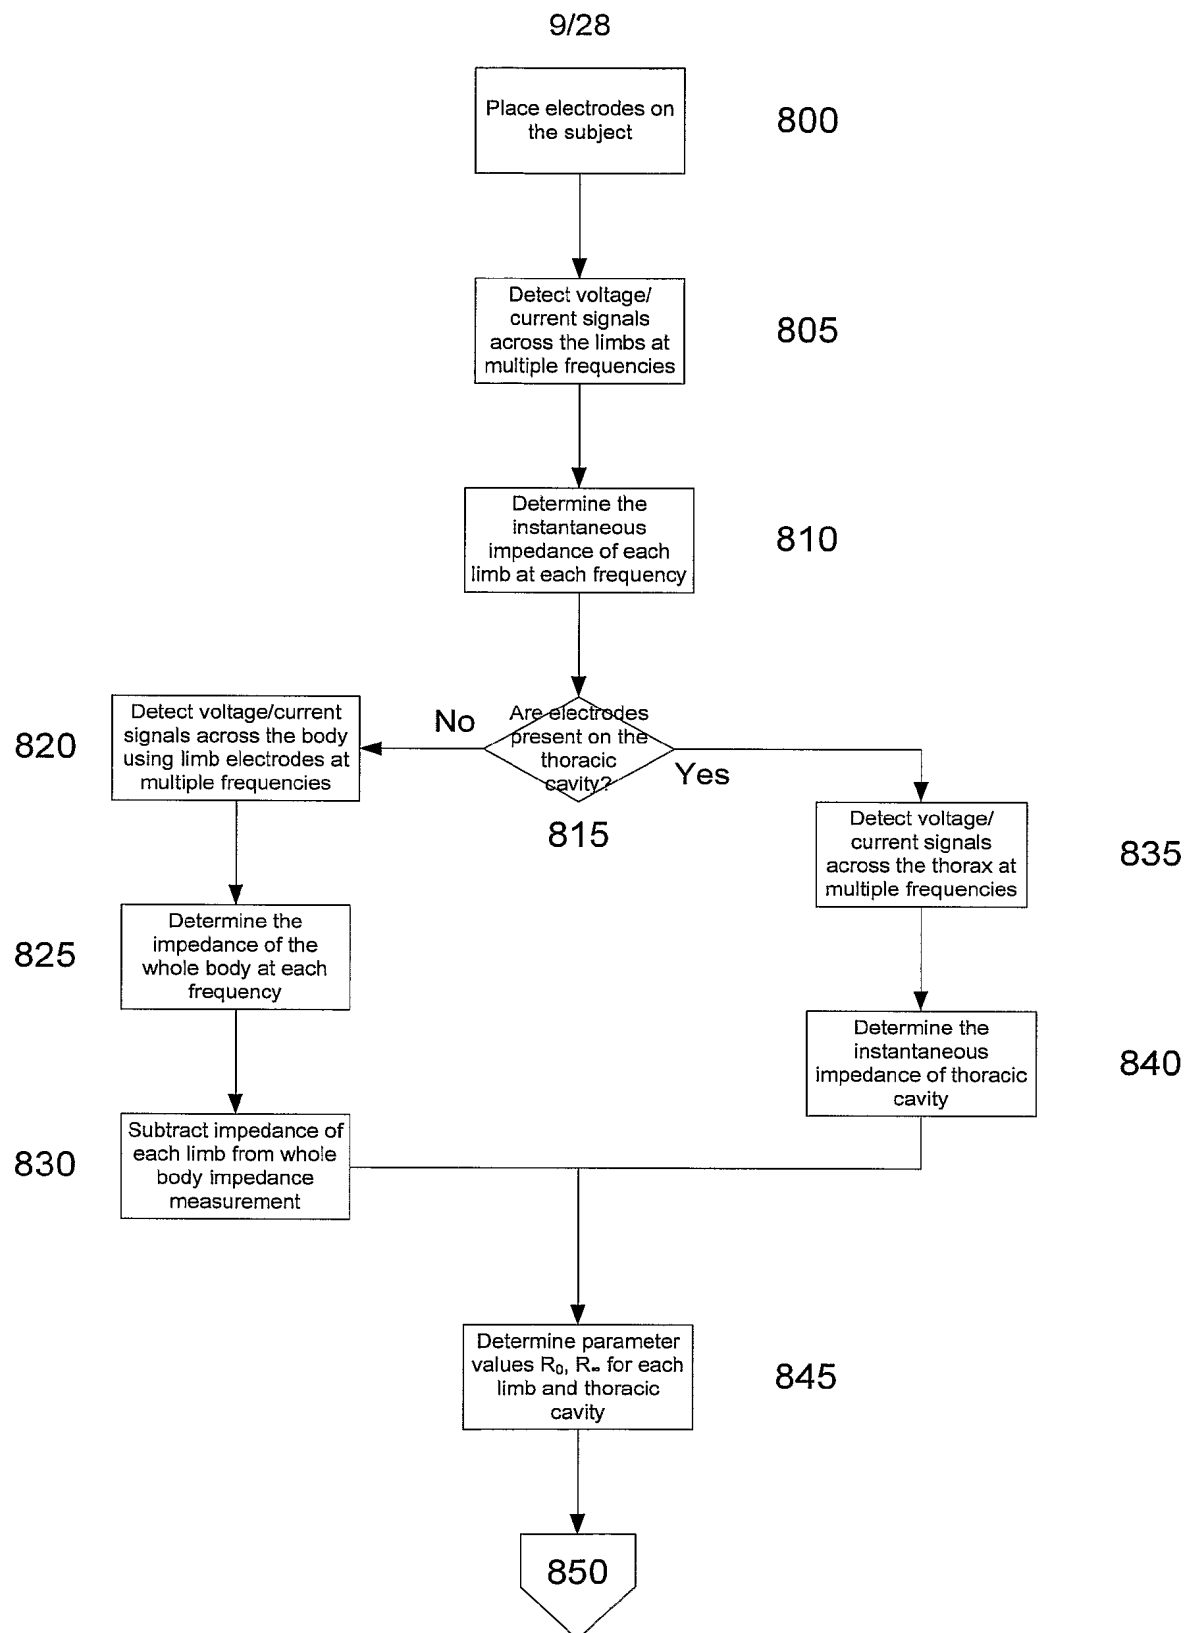 9/28
Place electrodes on
the subject
800
Detect voltage/
current signals
across the limbs at
multiple frequencies
805
Determine the
instantaneous
impedance of each
limb at each frequency
810
Are electrodes
present on the
thoracic
cavity?
815
No
Yes
820
Detect voltage/current
signals across the body
using limb electrodes at
multiple frequencies
Detect voltage/
current signals
across the thorax at
multiple frequencies
835
825
Determine the
impedance of the
whole body at each
frequency
Determine the
instantaneous
impedance of thoracic
cavity
840
830
Subtract impedance of
each limb from whole
body impedance
measurement
Determine parameter
values R₀, R∞ for each
limb and thoracic
cavity
845
850